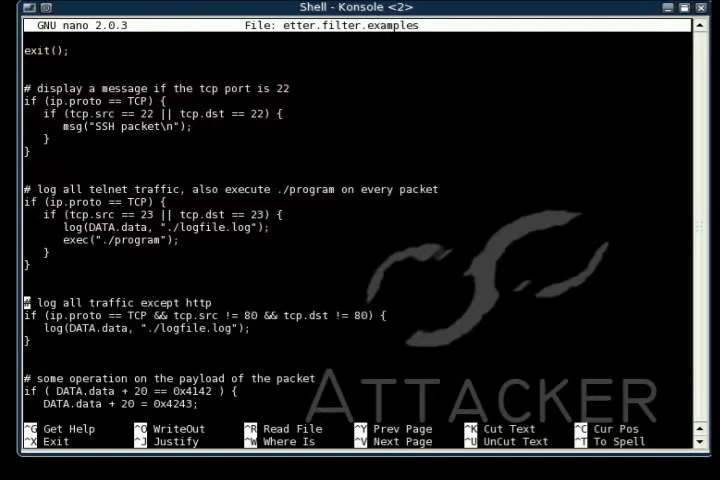 Shell - Konsole <2>
GNU nano 2.0.3 File: etter.filter.examples
exit();
# display a message if the tcp port is 22
if (ip.proto == TCP) {
if (tcp.src == 22 || tcp.dst == 22) {
msg("SSH packet\n");
}
}
# log all telnet traffic, also execute ./program on every packet
if (ip.proto == TCP) {
if (tcp.src == 23 || tcp.dst == 23) {
log(DATA.data, "./logfile.log");
exec("./program");
}
}
# log all traffic except http
if (ip.proto == TCP && tcp.src != 80 && tcp.dst != 80) {
log(DATA.data, "./logfile.log");
}
# some operation on the payload of the packet
if ( DATA.data + 20 == 0x4142 ) {
DATA.data + 20 = 0x4243;
ATTACKER
^G Get Help ^O WriteOut ^R Read File ^Y Prev Page ^K Cut Text ^C Cur Pos
^X Exit ^J Justify ^W Where Is ^V Next Page ^U UnCut Text ^T To Spell